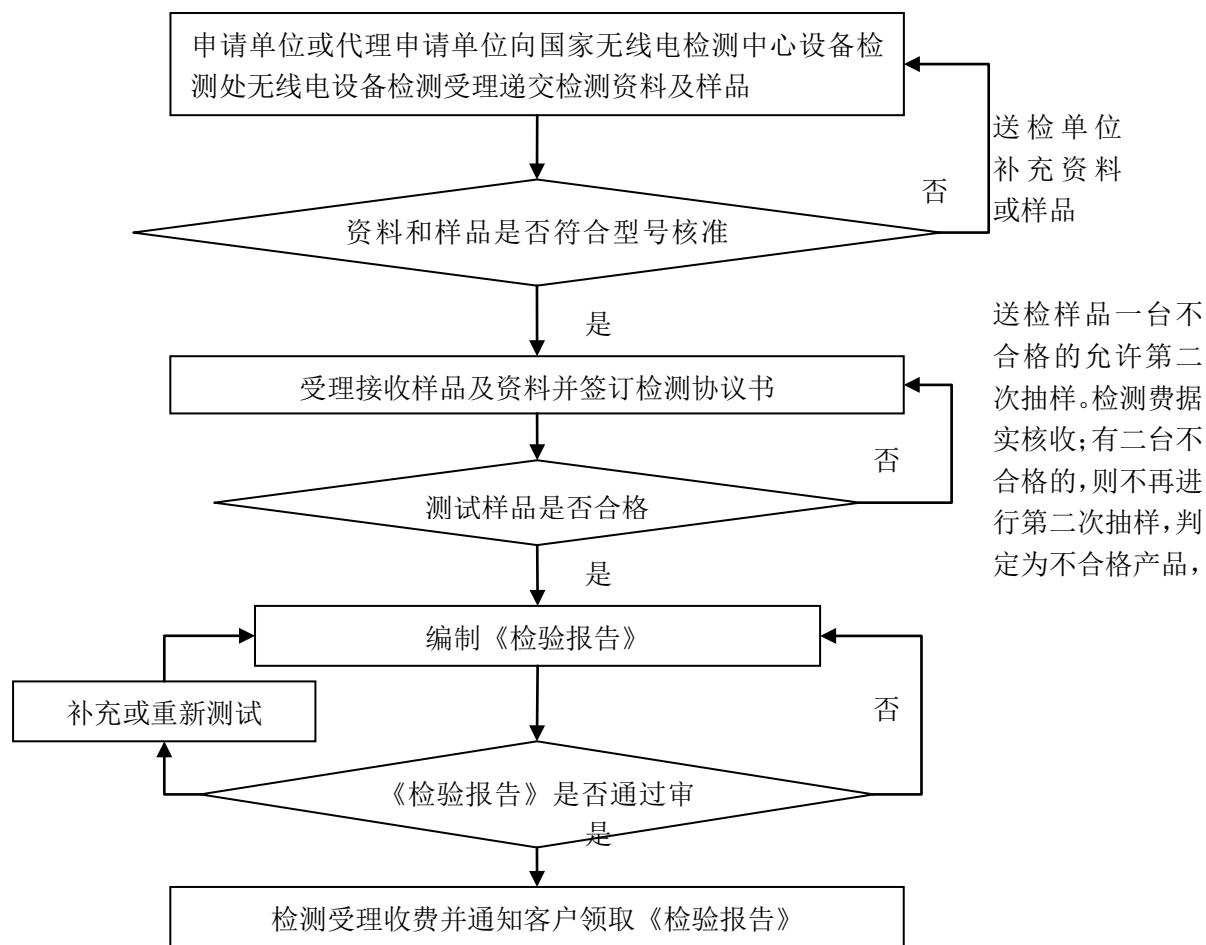 申请单位或代理申请单位向国家无线电检测中心设备检
测处无线电设备检测受理递交检测资料及样品
送检单位
补充资料
或样品
否
资料和样品是否符合型号核准
是
送检样品一台不
合格的允许第二
次抽样。检测费据
实核收;有二台不
合格的,则不再进
行第二次抽样,判
定为不合格产品,
受理接收样品及资料并签订检测协议书
否
测试样品是否合格
是
编制《检验报告》
补充或重新测试
否
《检验报告》是否通过审
是
检测受理收费并通知客户领取《检验报告》